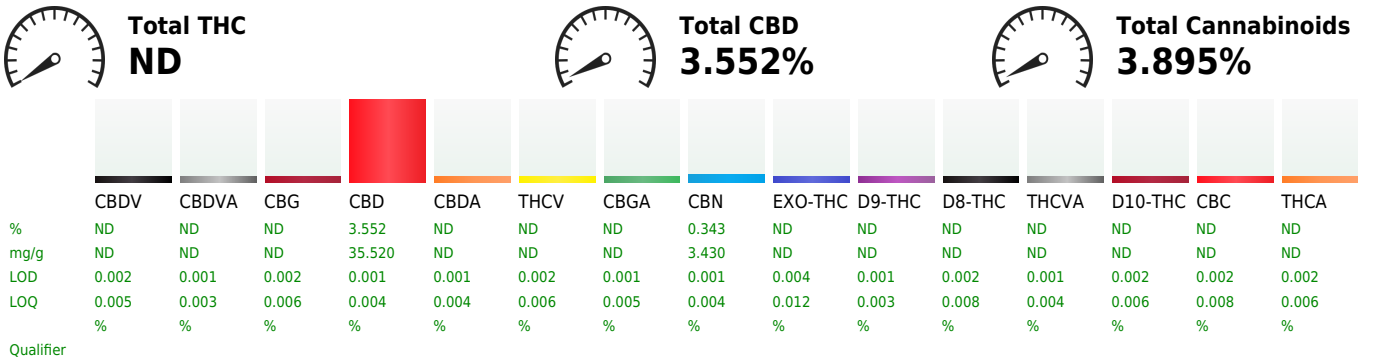 Total THC
ND
Total CBD
3.552%
Total Cannabinoids
3.895%
CBDV CBDVA CBG CBD CBDA THCV CBGA CBN EXO-THC D9-THC D8-THC THCVA D10-THC CBC THCA
% ND ND ND 3.552 ND ND ND 0.343 ND ND ND ND ND ND ND
mg/g ND ND ND 35.520 ND ND ND 3.430 ND ND ND ND ND ND ND
LOD 0.002 0.001 0.002 0.001 0.001 0.002 0.001 0.001 0.004 0.001 0.002 0.001 0.002 0.002 0.002
LOQ 0.005 0.003 0.006 0.004 0.004 0.006 0.005 0.004 0.012 0.003 0.008 0.004 0.006 0.008 0.006
% % % % % % % % % % % % % % %
Qualifier